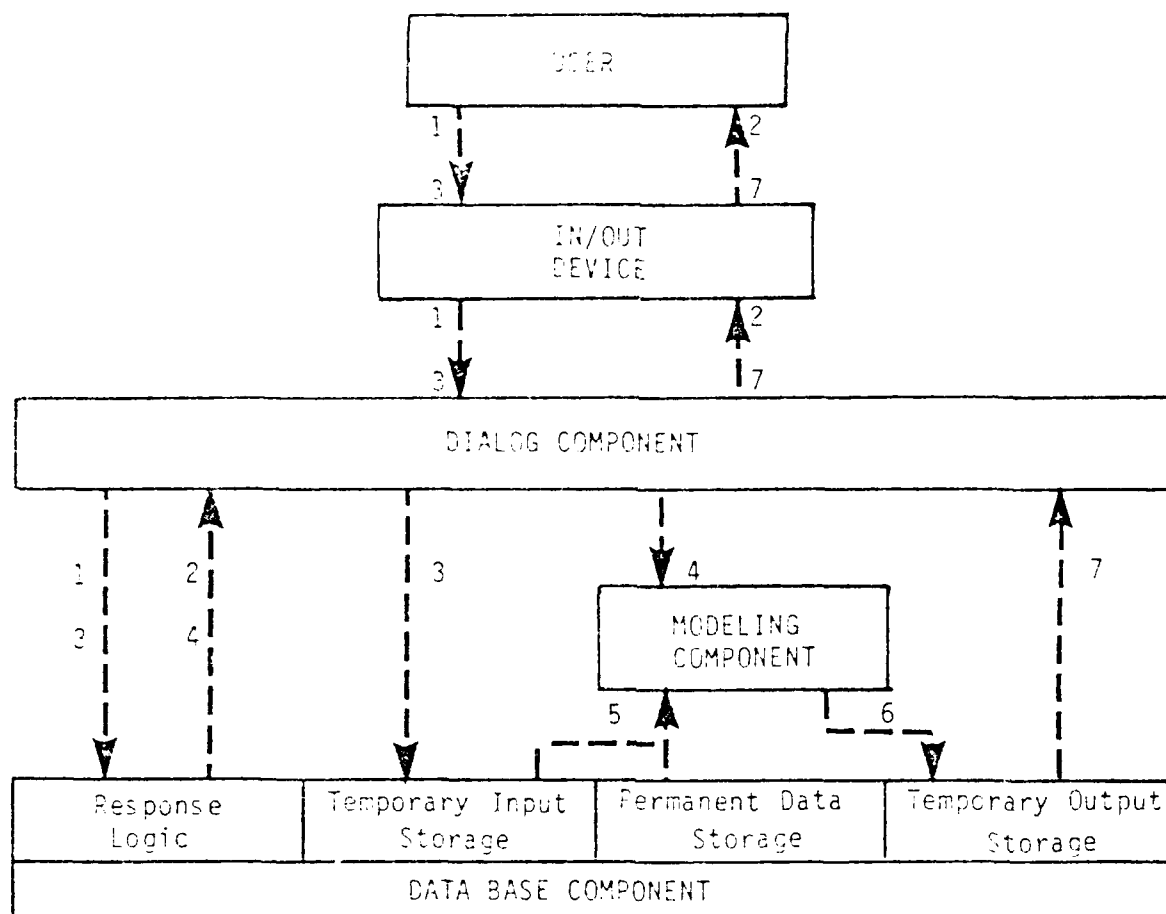 USER
1 2
3 7
IN/OUT
DEVICE
1 2
3 7
DIALOG COMPONENT
1 2 3 4 7
3 4
MODELING
COMPONENT
5 6
Response
Logic
Temporary Input
Storage
Permanent Data
Storage
Temporary Output
Storage
DATA BASE COMPONENT